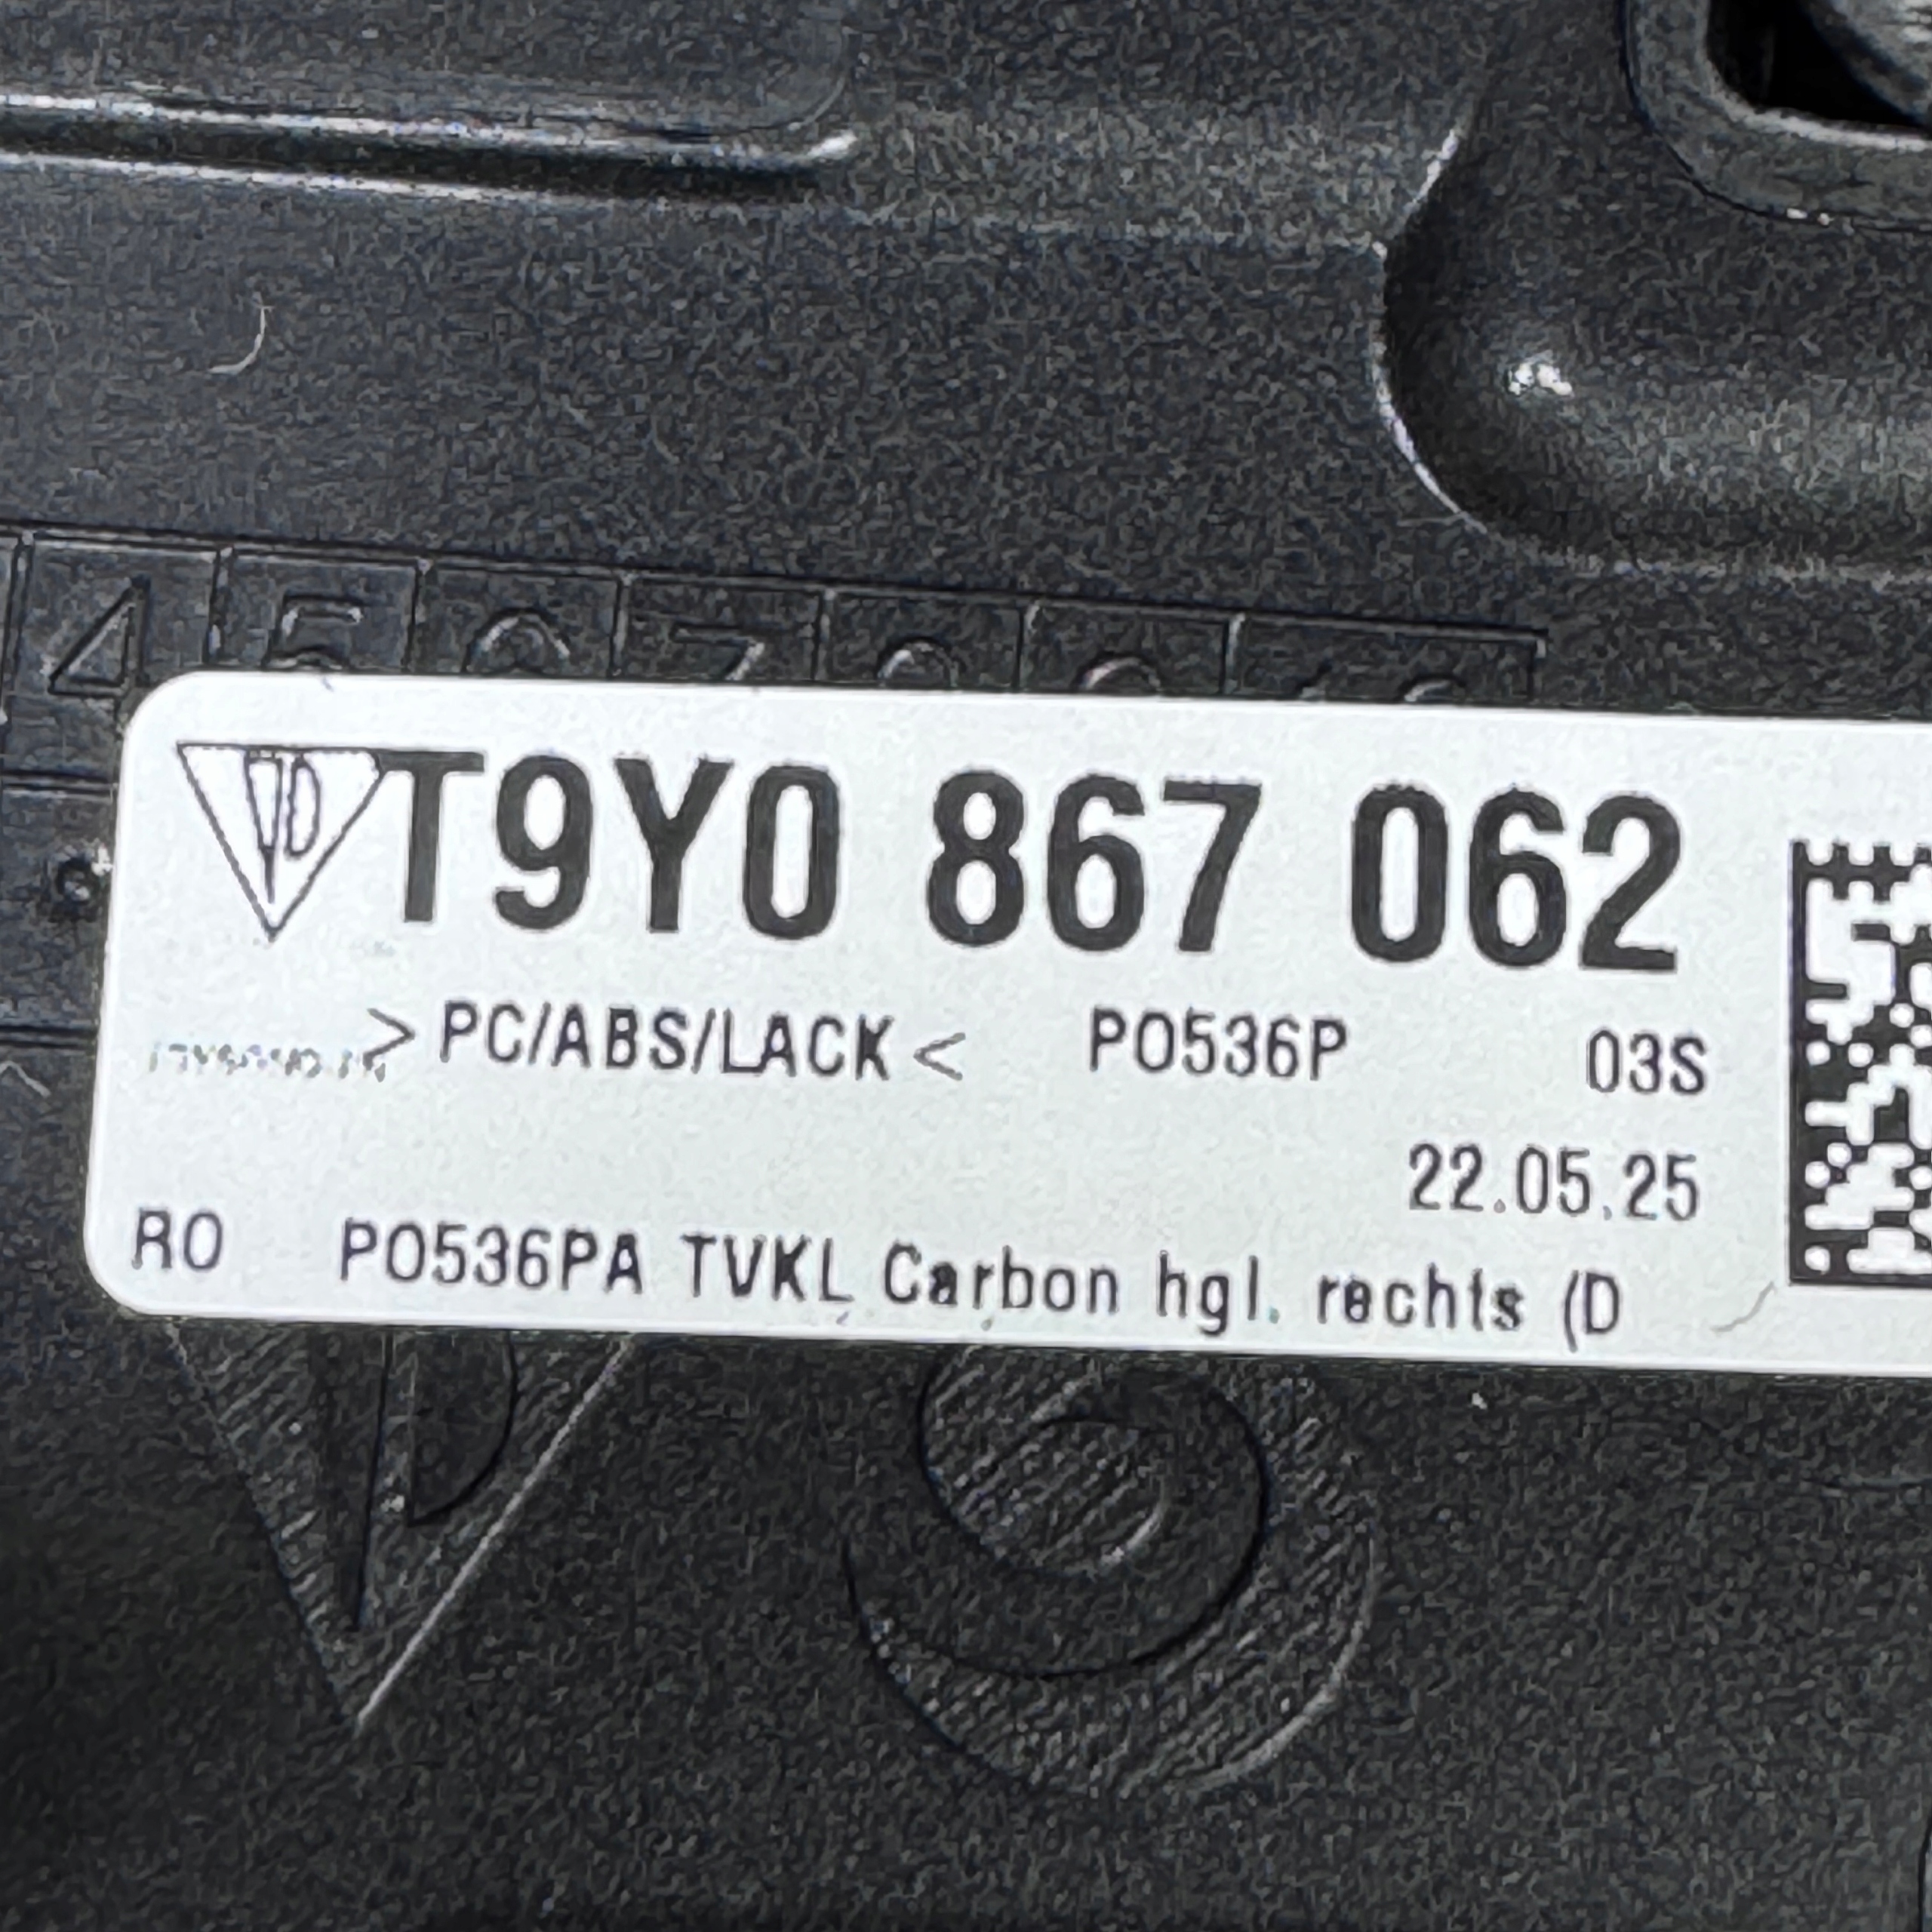 T9Y0 867 062
> PC/ABS/LACK < PO536P 03S
22.05.25
RO PO536PA TVKL Carbon hgl. rechts (D